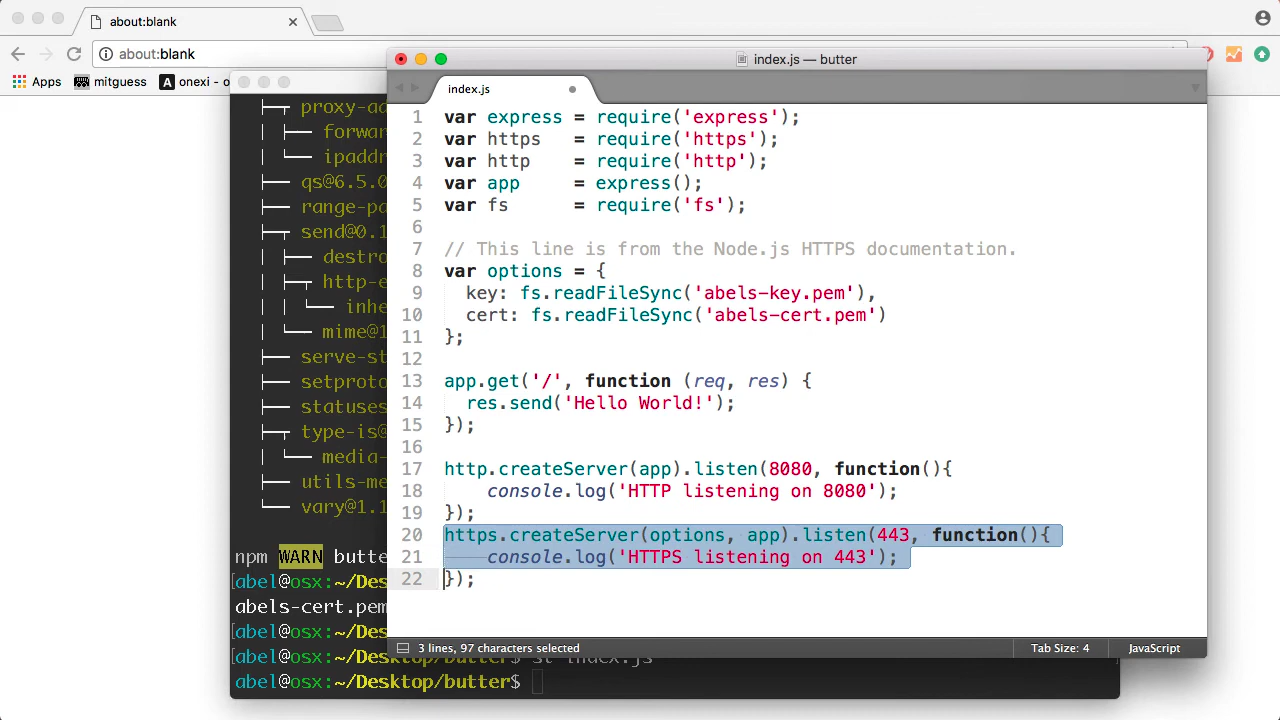 about:blank
about:blank
Apps
mitguess
onexi - o
index.js — butter
index.js
1 var express = require('express');
2 var https   = require('https');
3 var http    = require('http');
4 var app     = express();
5 var fs      = require('fs');
6
7 // This line is from the Node.js HTTPS documentation.
8 var options = {
9   key: fs.readFileSync('abels-key.pem'),
10   cert: fs.readFileSync('abels-cert.pem')
11 };
12
13 app.get('/', function (req, res) {
14   res.send('Hello World!');
15 });
16
17 http.createServer(app).listen(8080, function(){
18     console.log('HTTP listening on 8080');
19 });
20 https.createServer(options, app).listen(443, function(){
21     console.log('HTTPS listening on 443');
22 });
3 lines, 97 characters selected
Tab Size: 4
JavaScript
├─┬ proxy-ad
│ ├── forwar
│ └── ipaddr
├── qs@6.5.0
├── range-pa
├─┬ send@0.1
│ ├── destro
│ ├─┬ http-e
│ │ └── inhe
│ └── mime@1
├── serve-st
├── setproto
├── statuses
├─┬ type-is@
│ └── media-
├── utils-me
└── vary@1.1
npm WARN butte
[abel@osx:~/Des
abels-cert.pem
[abel@osx:~/Des
[abel@osx:~/Desktop/butter$ st index.js
abel@osx:~/Desktop/butter$